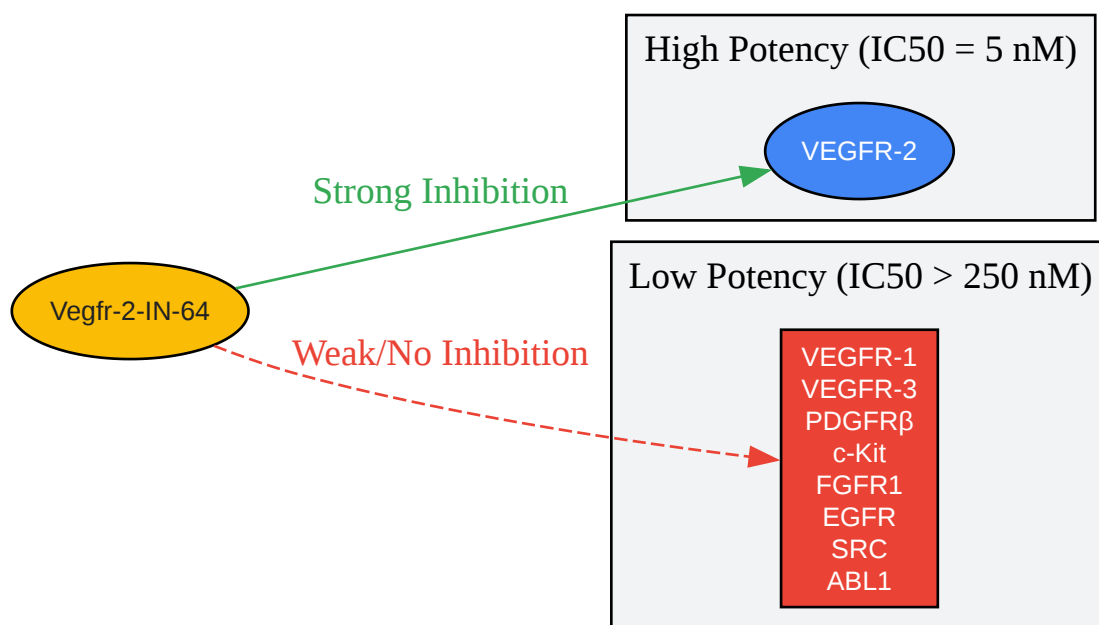 High Potency (IC50 = 5 nM)
VEGFR-2
Strong Inhibition
Vegfr-2-IN-64
Weak/No Inhibition
Low Potency (IC50 > 250 nM)
VEGFR-1
VEGFR-3
PDGFRβ
c-Kit
FGFR1
EGFR
SRC
ABL1